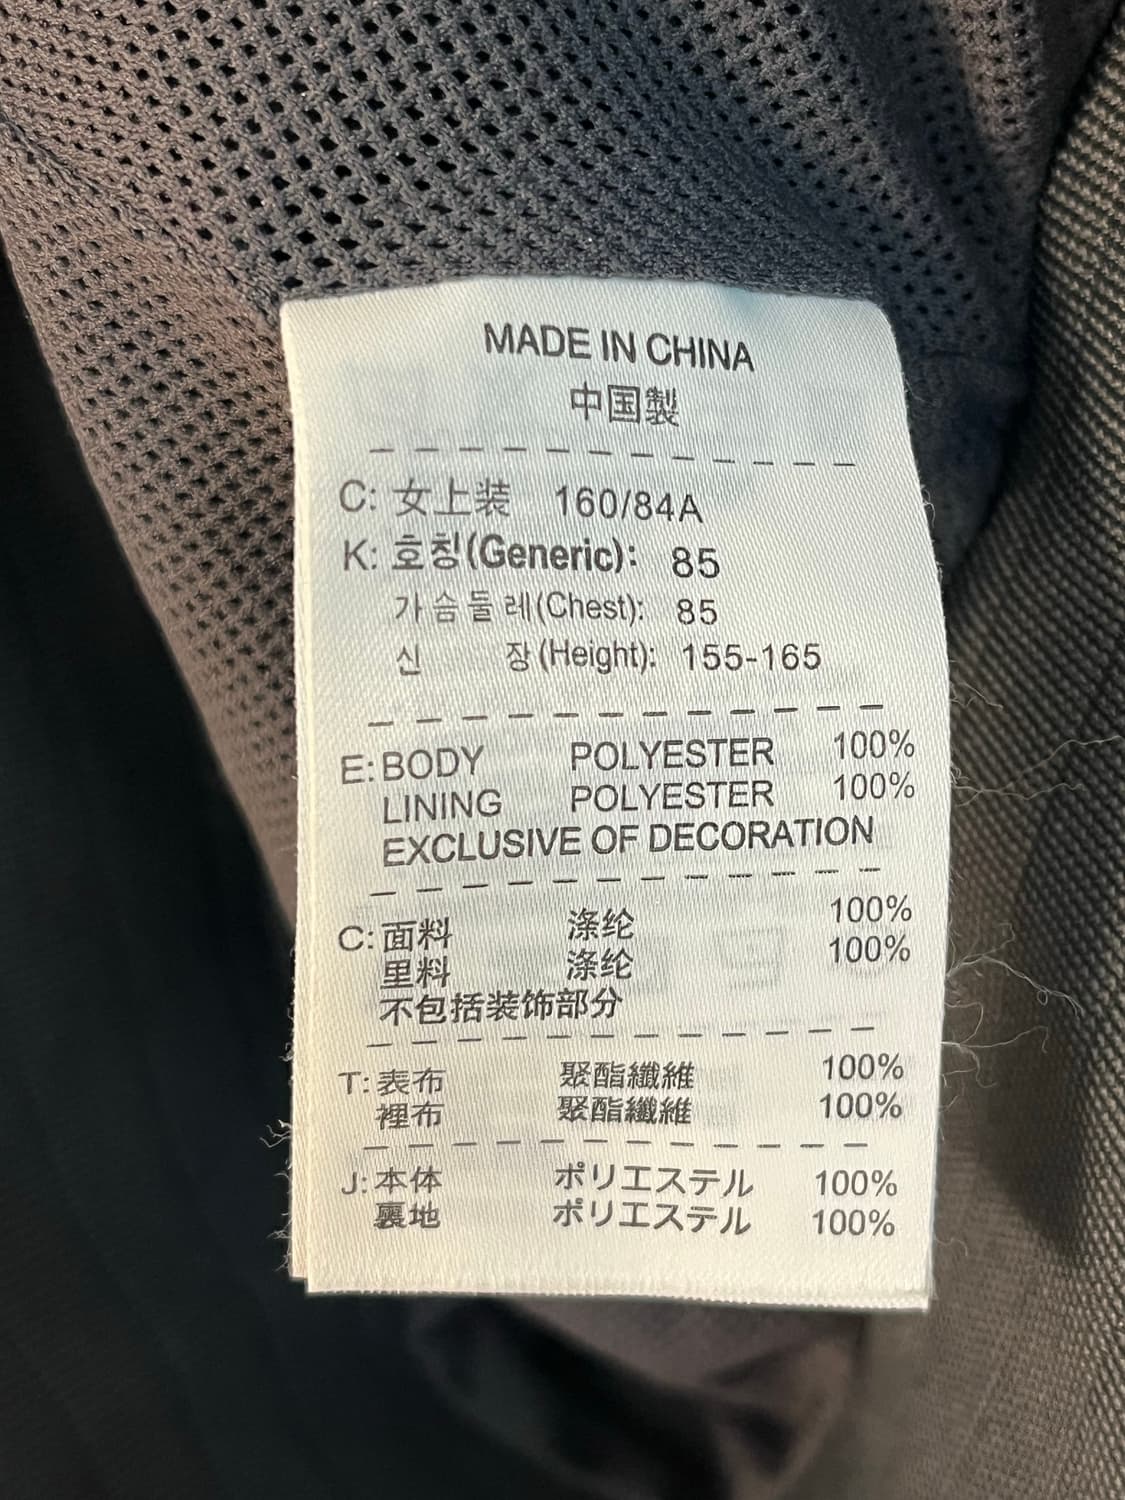 MADE IN CHINA
中国製
C: 女上装 160/84A
K: 호칭(Generic): 85
가슴둘레(Chest): 85
신 장(Height): 155-165
E: BODY POLYESTER 100%
LINING POLYESTER 100%
EXCLUSIVE OF DECORATION
C: 面料 涤纶 100%
里料 涤纶 100%
不包括装饰部分
T: 表布 聚酯纖維 100%
裡布 聚酯纖維 100%
J: 本体 ポリエステル 100%
裏地 ポリエステル 100%